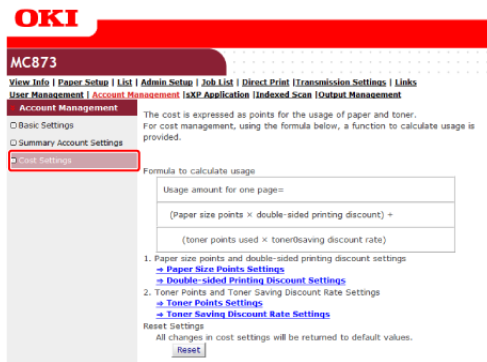 OKI
MC873
View Info | Paper Setup | List | Admin Setup | Job List | Direct Print |Transmission Settings | Links
User Management | Account Management |sXP Application |Indexed Scan |Output Management
Account Management
Basic Settings
Summary Account Settings
Cost Settings
The cost is expressed as points for the usage of paper and toner.
For cost management, using the formula below, a function to calculate usage is
provided.
Formula to calculate usage
Usage amount for one page=
(Paper size points × double-sided printing discount) +
(toner points used × toner0saving discount rate)
1. Paper size points and double-sided printing discount settings
⇒ Paper Size Points Settings
⇒ Double-sided Printing Discount Settings
2. Toner Points and Toner Saving Discount Rate Settings
⇒ Toner Points Settings
⇒ Toner Saving Discount Rate Settings
Reset Settings
All changes in cost settings will be returned to default values.
Reset